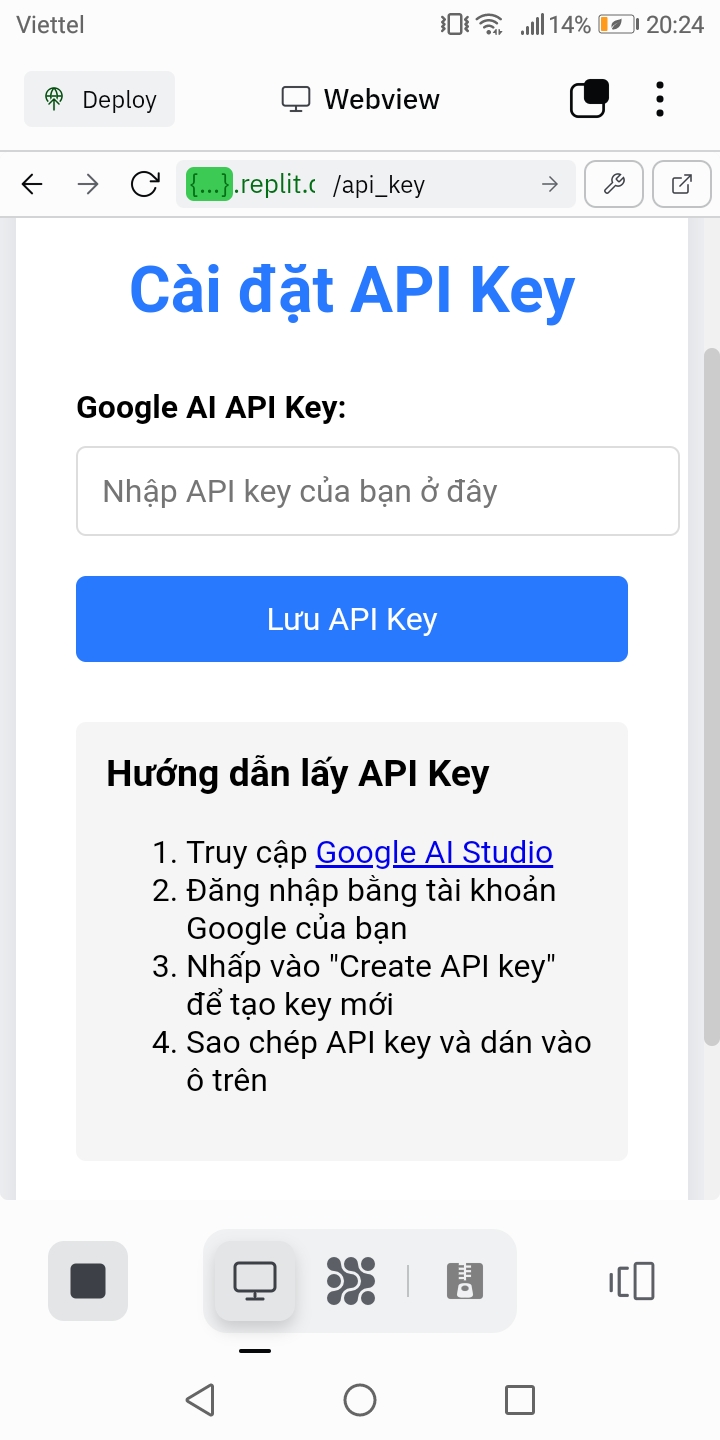 Viettel 14% 20:24
Deploy Webview
{...}.replit.c /api_key
Cài đặt API Key
Google AI API Key:
Nhập API key của bạn ở đây
Lưu API Key
Hướng dẫn lấy API Key
1. Truy cập Google AI Studio
2. Đăng nhập bằng tài khoản
Google của bạn
3. Nhấp vào "Create API key"
để tạo key mới
4. Sao chép API key và dán vào
ô trên